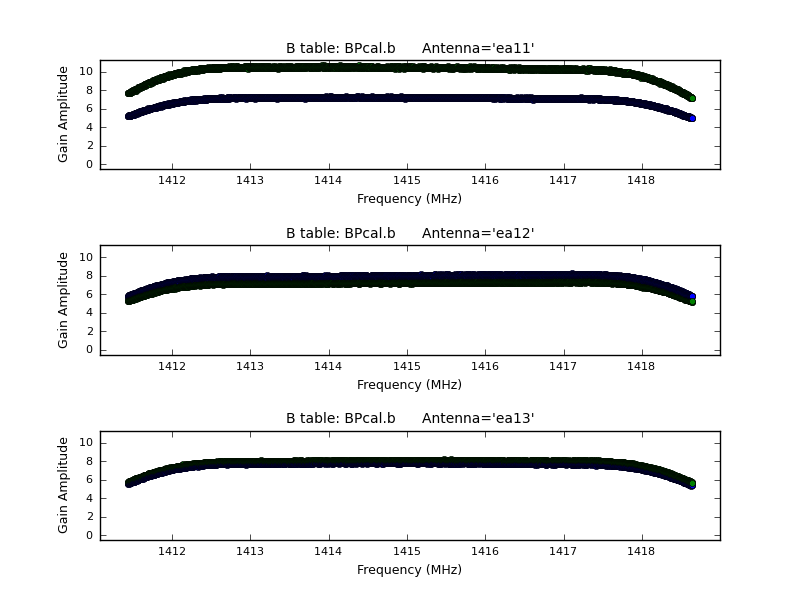 B table: BPcal.b Antenna='ea11'
10
8
6
4
2
0
Gain Amplitude
1412 1413 1414 1415 1416 1417 1418
Frequency (MHz)
B table: BPcal.b Antenna='ea12'
10
8
6
4
2
0
Gain Amplitude
1412 1413 1414 1415 1416 1417 1418
Frequency (MHz)
B table: BPcal.b Antenna='ea13'
10
8
6
4
2
0
Gain Amplitude
1412 1413 1414 1415 1416 1417 1418
Frequency (MHz)